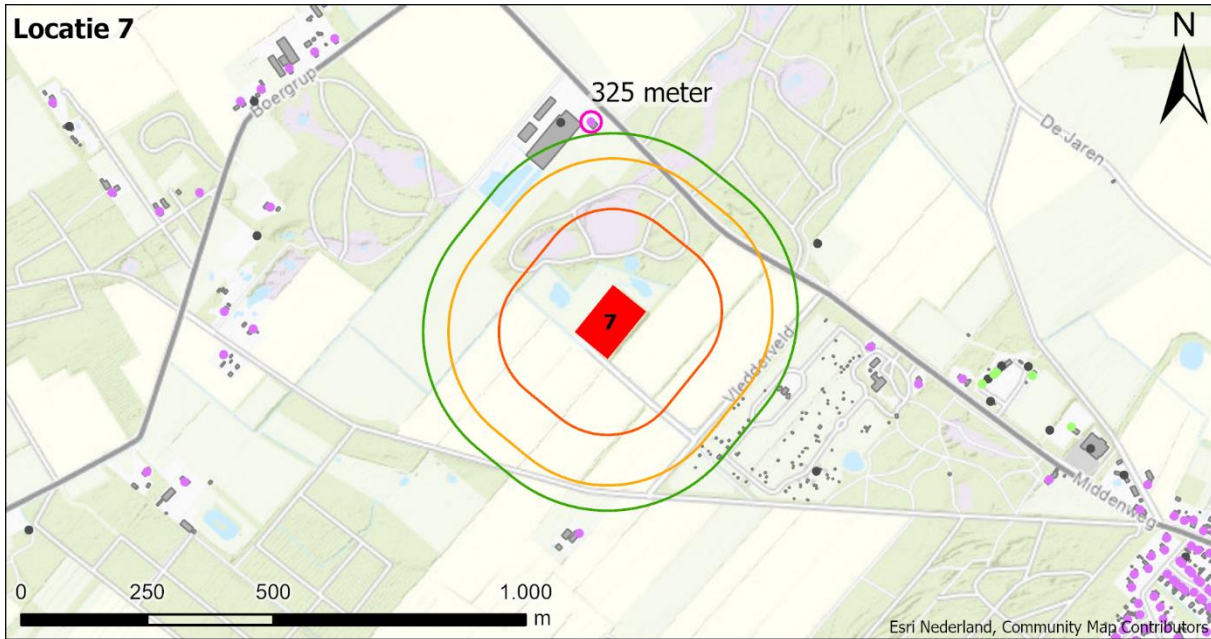 Locatie 7
N
325 meter
Boergrup
De Jaren
7
Vledderveld
Middenweg
0 250 500 1.000
m
Esri Nederland, Community Map Contributors